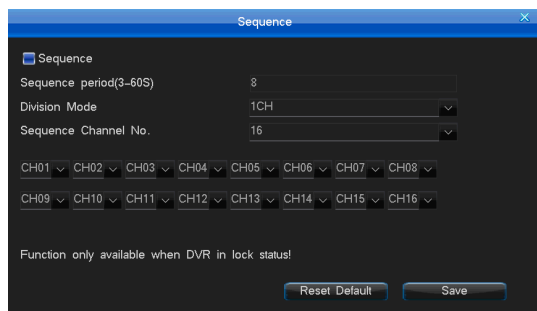 Sequence
Sequence
Sequence period(3-60S) 8
Division Mode 1CH
Sequence Channel No. 16
CH01 CH02 CH03 CH04 CH05 CH06 CH07 CH08
CH09 CH10 CH11 CH12 CH13 CH14 CH15 CH16
Function only available when DVR in lock status!
Reset Default Save